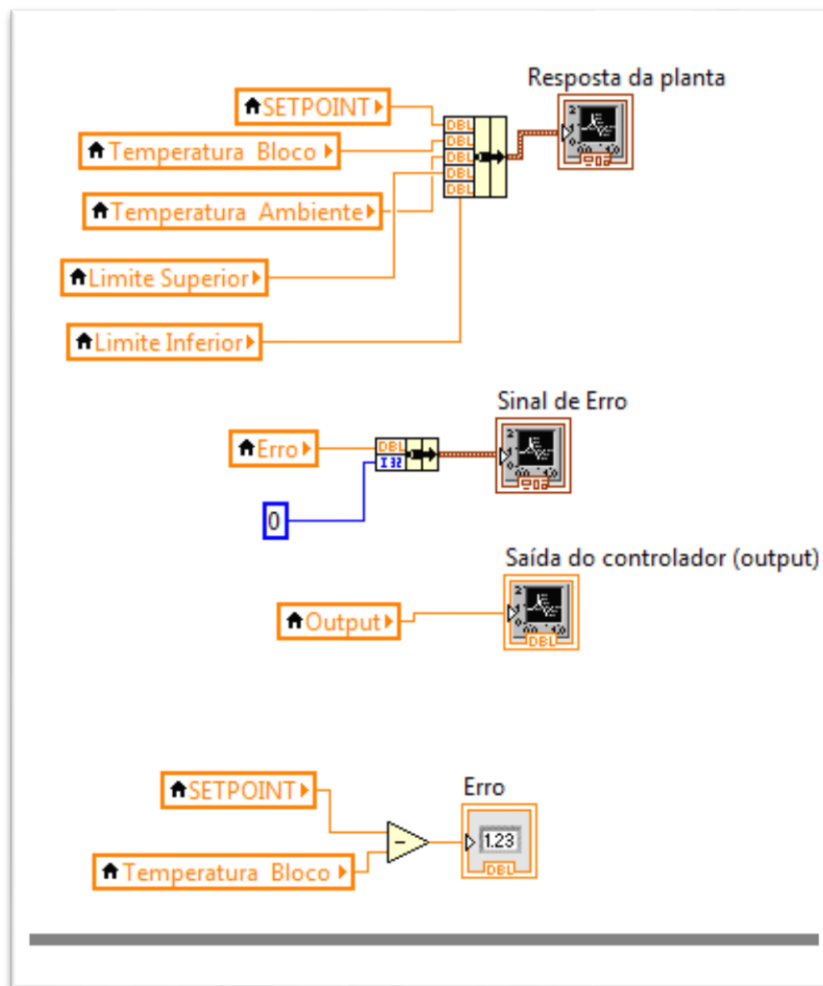 Resposta da planta
SETPOINT
Temperatura Bloco
Temperatura Ambiente
Limite Superior
Limite Inferior
DBL
DBL
DBL
DBL
DBL
Sinal de Erro
Erro
DBL
I32
0
Saída do controlador (output)
Output
DBL
SETPOINT
Temperatura Bloco
-
Erro
1.23
DBL